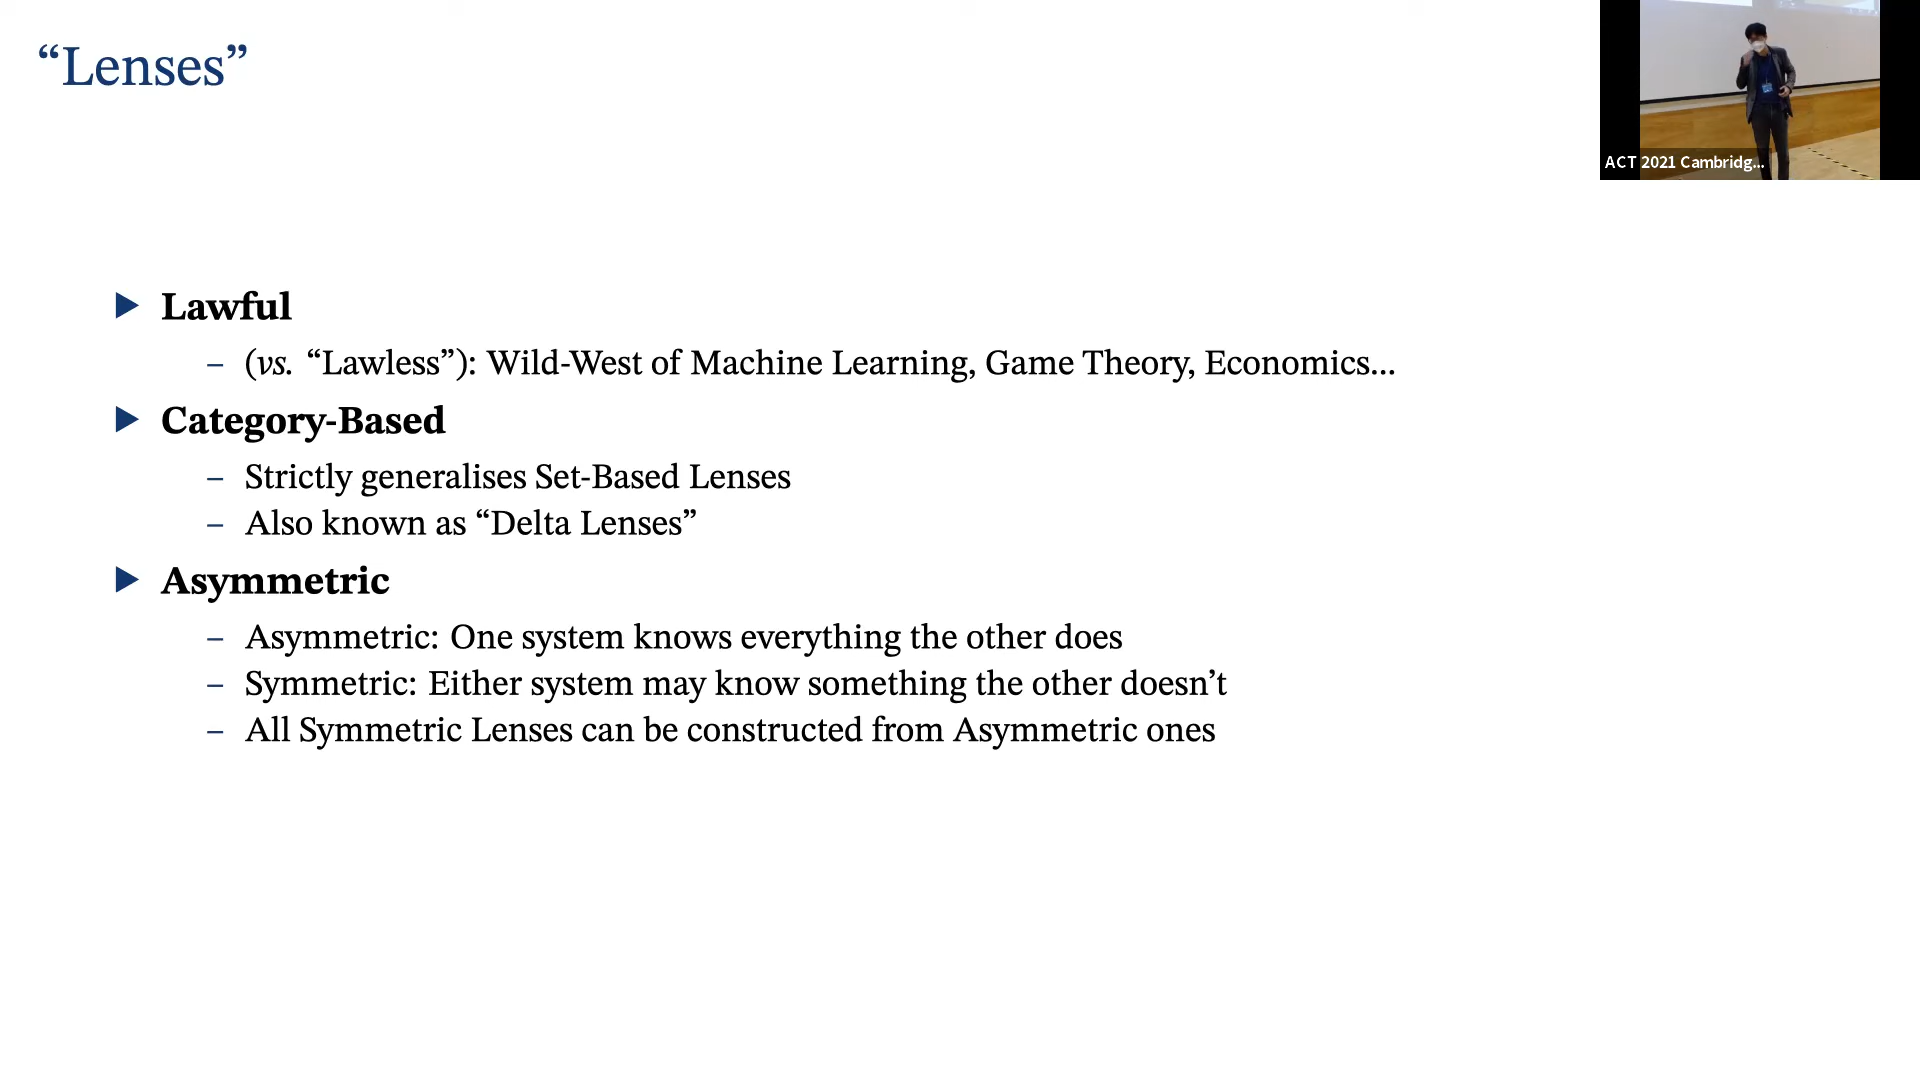 “Lenses”
ACT 2021 Cambridg...
▶ Lawful
– (vs. “Lawless”): Wild-West of Machine Learning, Game Theory, Economics...
▶ Category-Based
– Strictly generalises Set-Based Lenses
– Also known as “Delta Lenses”
▶ Asymmetric
– Asymmetric: One system knows everything the other does
– Symmetric: Either system may know something the other doesn’t
– All Symmetric Lenses can be constructed from Asymmetric ones